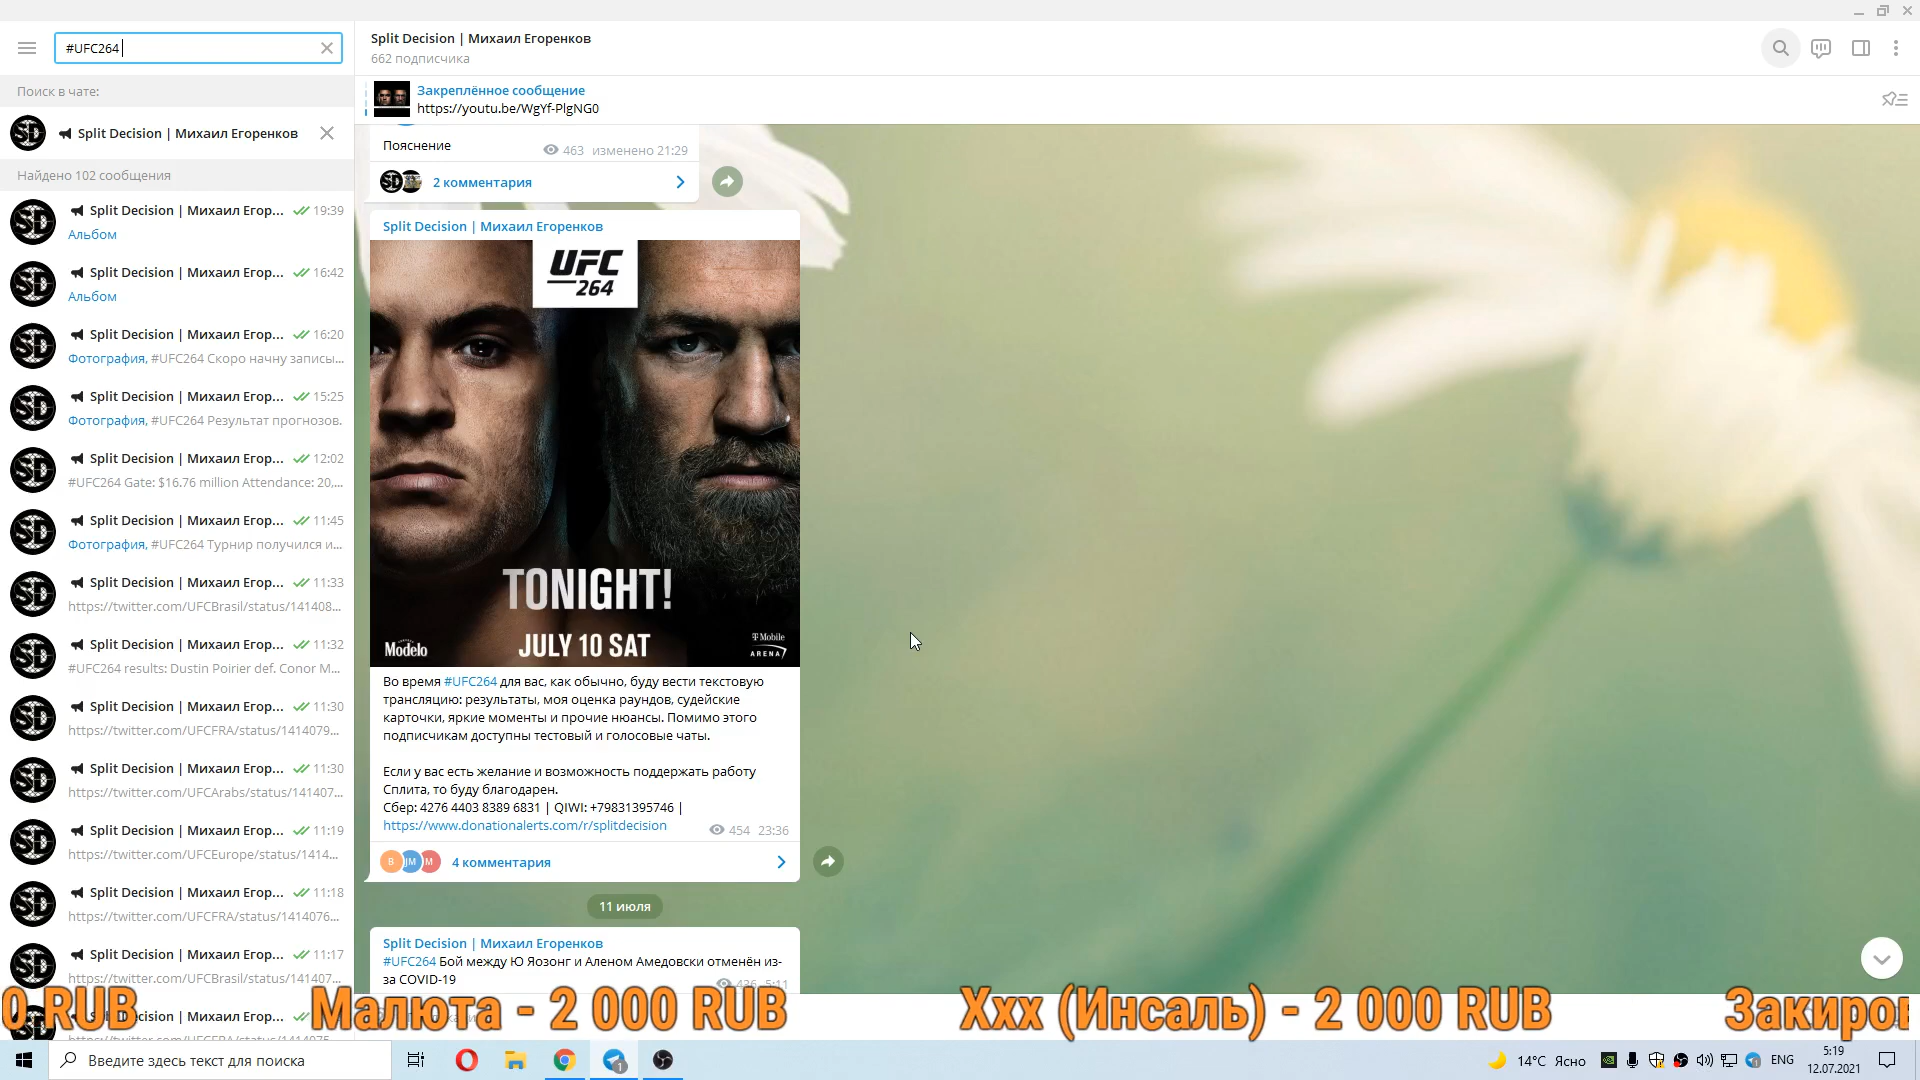 #UFC264
Поиск в чате:
Split Decision | Михаил Егоренков
Найдено 102 сообщения
Split Decision | Михаил Егор... 19:39
Альбом
Split Decision | Михаил Егор... 16:42
Альбом
Split Decision | Михаил Егор... 16:20
Фотография, #UFC264 Скоро начну записы...
Split Decision | Михаил Егор... 15:25
Фотография, #UFC264 Результат прогнозов.
Split Decision | Михаил Егор... 12:02
#UFC264 Gate: $16.76 million Attendance: 20,...
Split Decision | Михаил Егор... 11:45
Фотография, #UFC264 Турнир получился и...
Split Decision | Михаил Егор... 11:33
https://twitter.com/UFCBrasil/status/141408...
Split Decision | Михаил Егор... 11:32
#UFC264 results: Dustin Poirier def. Conor M...
Split Decision | Михаил Егор... 11:30
https://twitter.com/UFCFRA/status/1414079...
Split Decision | Михаил Егор... 11:30
https://twitter.com/UFCArabs/status/141407...
Split Decision | Михаил Егор... 11:19
https://twitter.com/UFCEurope/status/1414...
Split Decision | Михаил Егор... 11:18
https://twitter.com/UFCFRA/status/1414076...
Split Decision | Михаил Егор... 11:17
https://twitter.com/UFCBrasil/status/141407...
Decision | Михаил Егор...
Split Decision | Михаил Егоренков
662 подписчика
Закреплённое сообщение
https://youtu.be/WgYf-PlgNG0
Пояснение
463 изменено 21:29
2 комментария
Split Decision | Михаил Егоренков
UFC
264
TONIGHT!
JULY 10 SAT
Modelo
T Mobile
ARENA
Во время #UFC264 для вас, как обычно, буду вести текстовую
трансляцию: результаты, моя оценка раундов, судейские
карточки, яркие моменты и прочие нюансы. Помимо этого
подписчикам доступны тестовый и голосовые чаты.
Если у вас есть желание и возможность поддержать работу
Сплита, то буду благодарен.
Сбер: 4276 4403 8389 6831 | QIWI: +79831395746 |
https://www.donationalerts.com/r/splitdecision
454 23:36
B JM M 4 комментария
11 июля
Split Decision | Михаил Егоренков
#UFC264 Бой между Ю Яозонг и Аленом Амедовски отменён из-
за COVID-19
0 RUB Малюта - 2 000 RUB Xxx (Инсаль) - 2 000 RUB Закиро
Введите здесь текст для поиска
14°C Ясно
ENG
5:19
12.07.2021